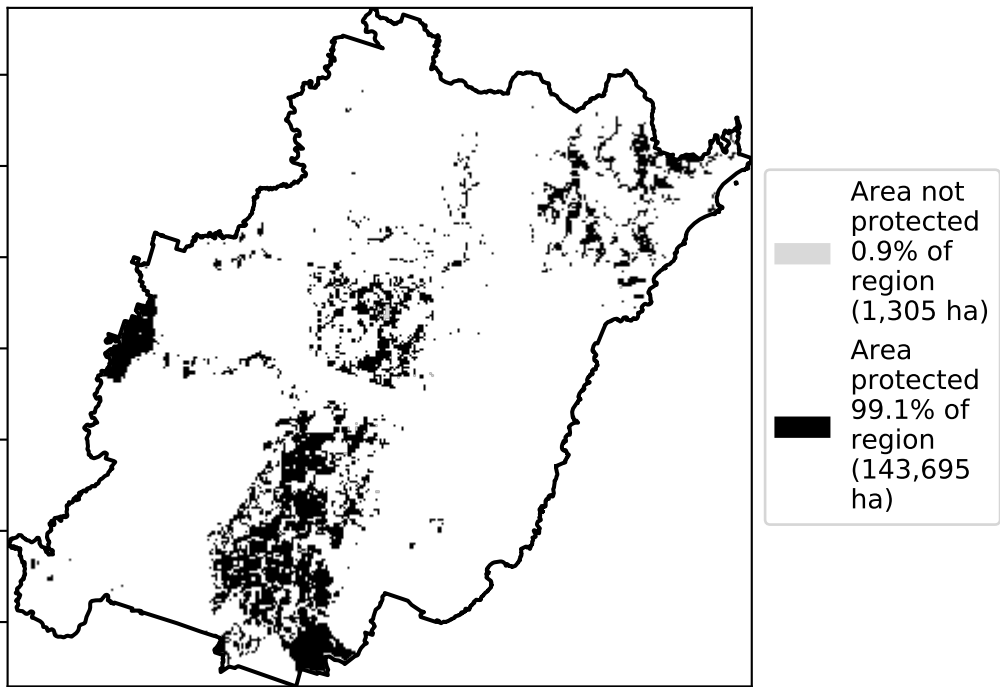 Area not
protected
0.9% of
region
(1,305 ha)
Area
protected
99.1% of
region
(143,695
ha)